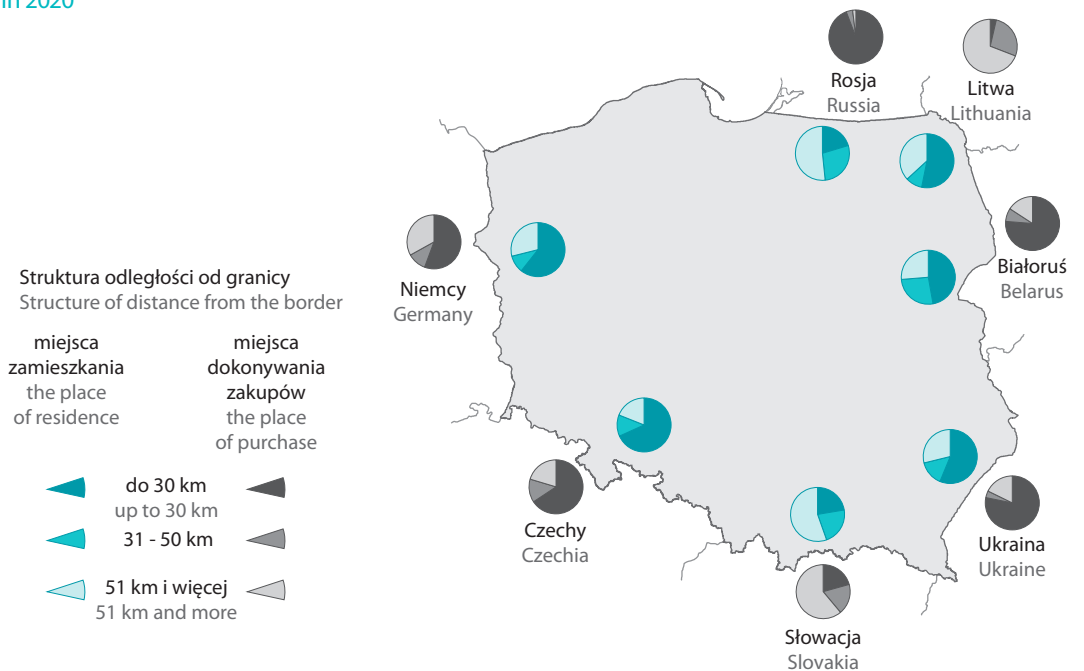 in 2020
Rosja
Russia
Litwa
Lithuania
Białoruś
Belarus
Niemcy
Germany
Struktura odległości od granicy
Structure of distance from the border
miejsca
zamieszkania
the place
of residence
miejsca
dokonywania
zakupów
the place
of purchase
do 30 km
up to 30 km
31 - 50 km
51 km i więcej
51 km and more
Czechy
Czechia
Ukraina
Ukraine
Słowacja
Slovakia